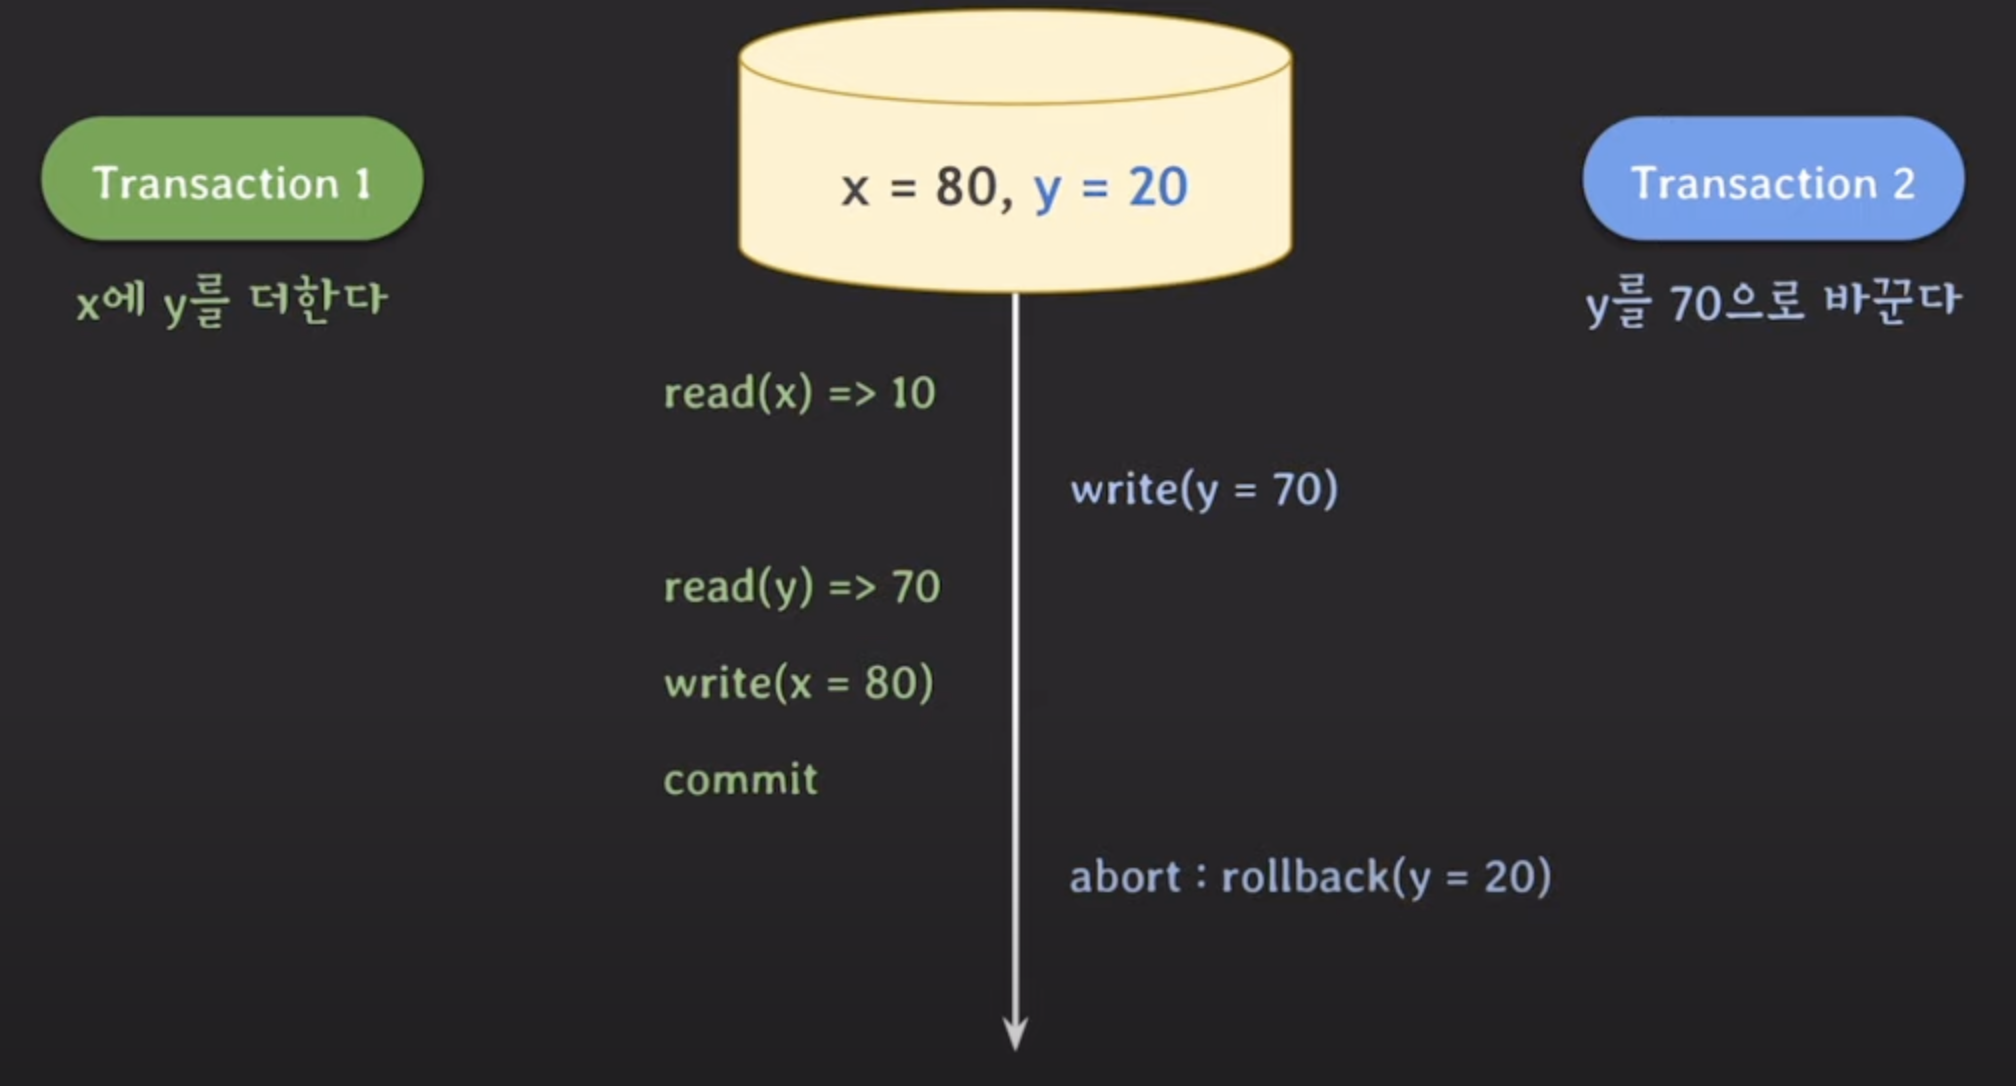 Transaction 1
x = 80, y = 20
Transaction 2
x에 y를 더한다
y를 70으로 바꾼다
read(x) => 10
write(y = 70)
read(y) => 70
write(x = 80)
commit
abort : rollback(y = 20)